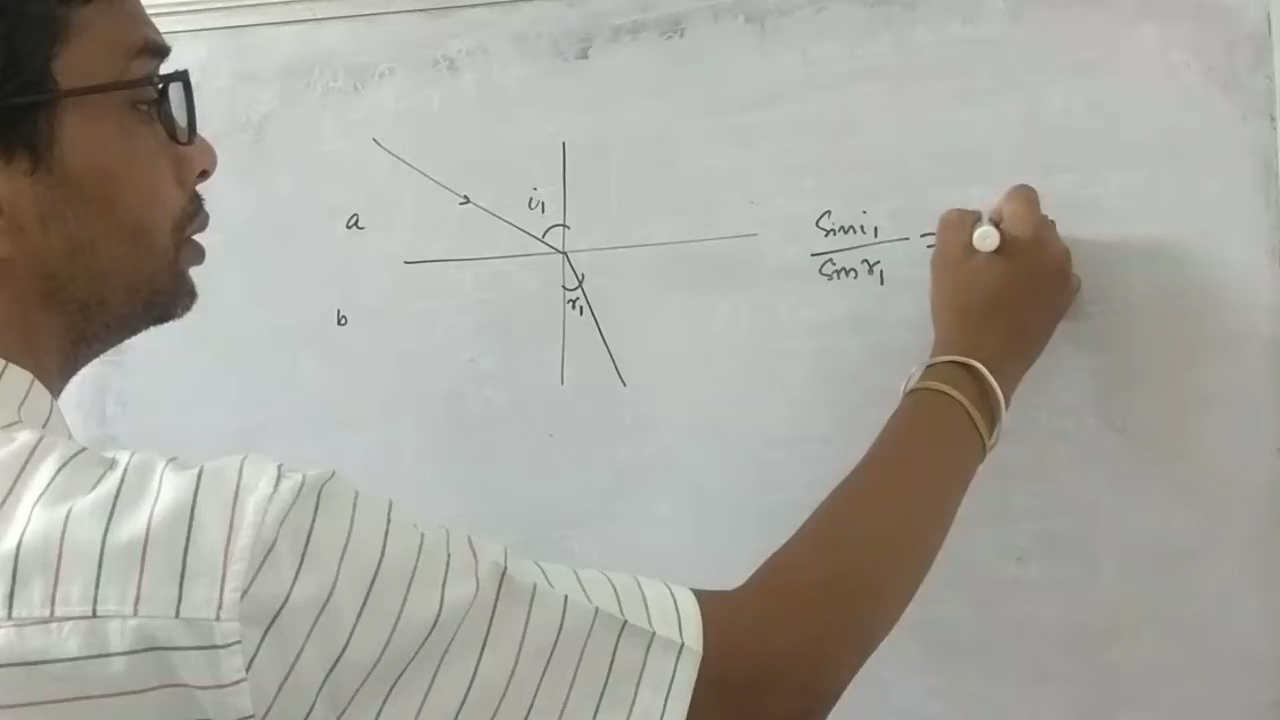 i₁
a
r₁
b
sin i₁
sin r₁
=